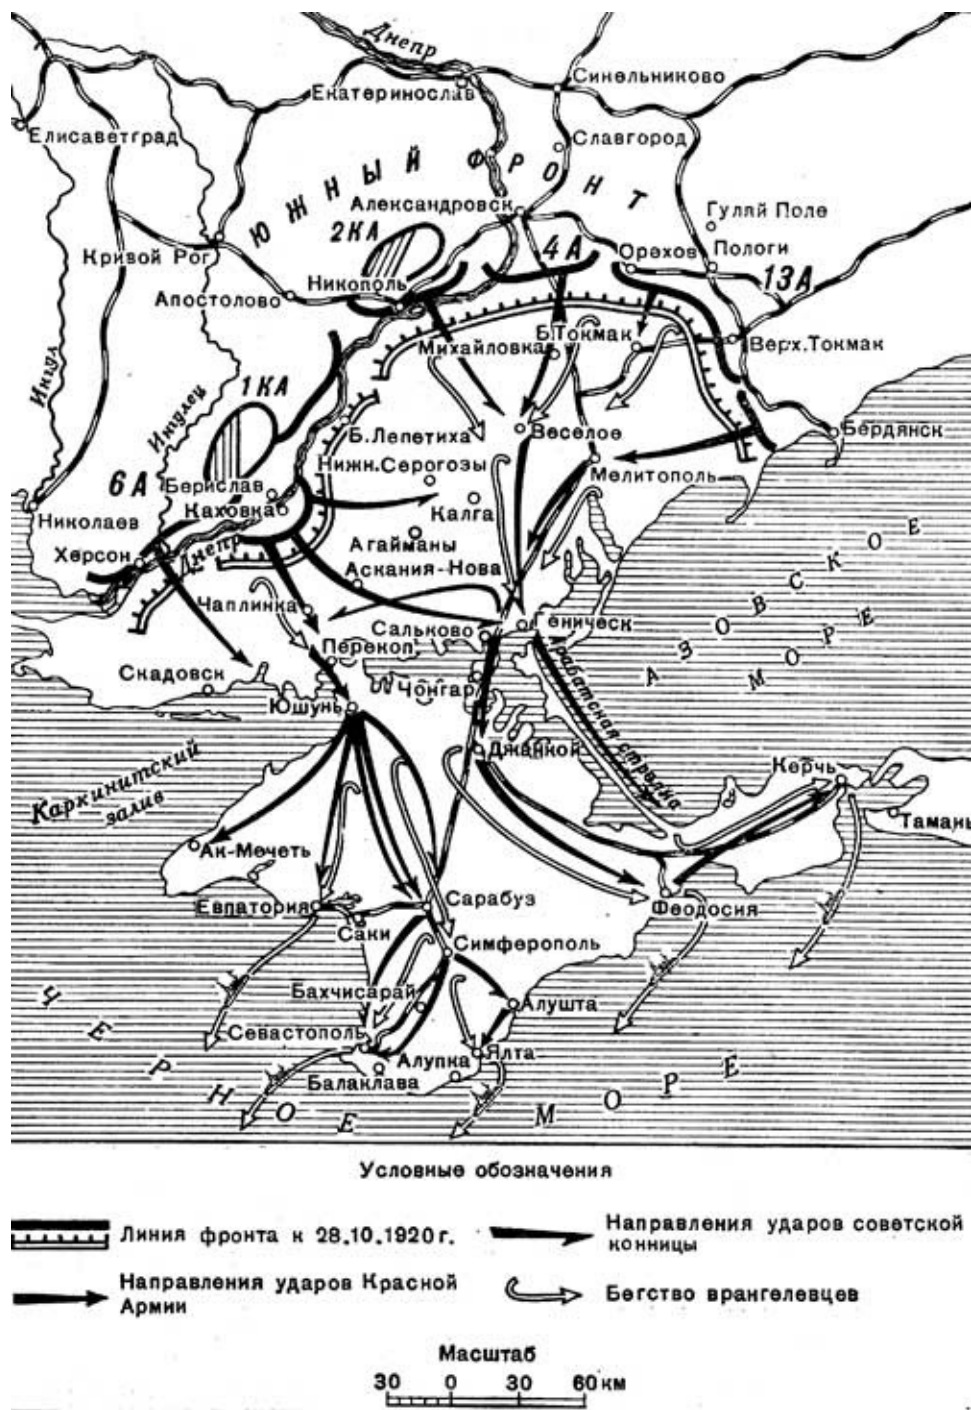 Днепр
Синельниково
Екатеринослав
Елисаветград
Славгород
ЮЖНЫЙ ФРОНТ
Александровск
Гуляй Поле
2КА
4А
Орехов
Пологи
Кривой Рог
Никополь
13А
Апостолово
Б.Токмак
Михайловка
Верх.Токмак
Ингул
Ингулец
1КА
Б.Лепетиха
Веселое
Бердянск
Нижн.Серогозы
Мелитополь
6А
Берислав
Каховка
Калга
Николаев
Херсон
Днепр
Агайманы
Аскания-Нова
АЗОВСКОЕ
МОРЕ
Чаплинка
Сальково
Геническ
Перекоп
Скадовск
Чонгар
Арабатская стрелка
Юшунь
Джанкой
Каркинитский
залив
Керчь
Тамань
Ак-Мечеть
Евпатория
Сарабуз
Феодосия
Саки
Симферополь
Бахчисарай
Алушта
Севастополь
Алупка
Ялта
Балаклава
ЧЕРНОЕ МОРЕ
Условные обозначения
Линия фронта к 28.10.1920г.
Направления ударов советской
конницы
Направления ударов Красной
Армии
Бегство врангелевцев
Масштаб
30 0 30 60 км